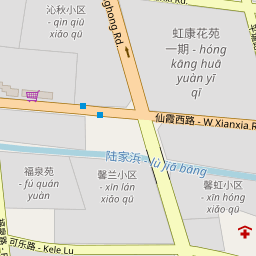 沁秋小区
- qìn qiū
xiǎo qū
ghong Rd
虹康花苑
一期 - hóng
kāng huā
yuàn yī
qī
仙霞西路 - W Xianxia R
陆家浜 - lù jiā bāng
福泉苑
- fú quán
yuàn
馨兰小区
- xīn lán
xiǎo qū
馨虹小区
- xīn hóng
xiǎo qū
可乐路 - Kele Lu